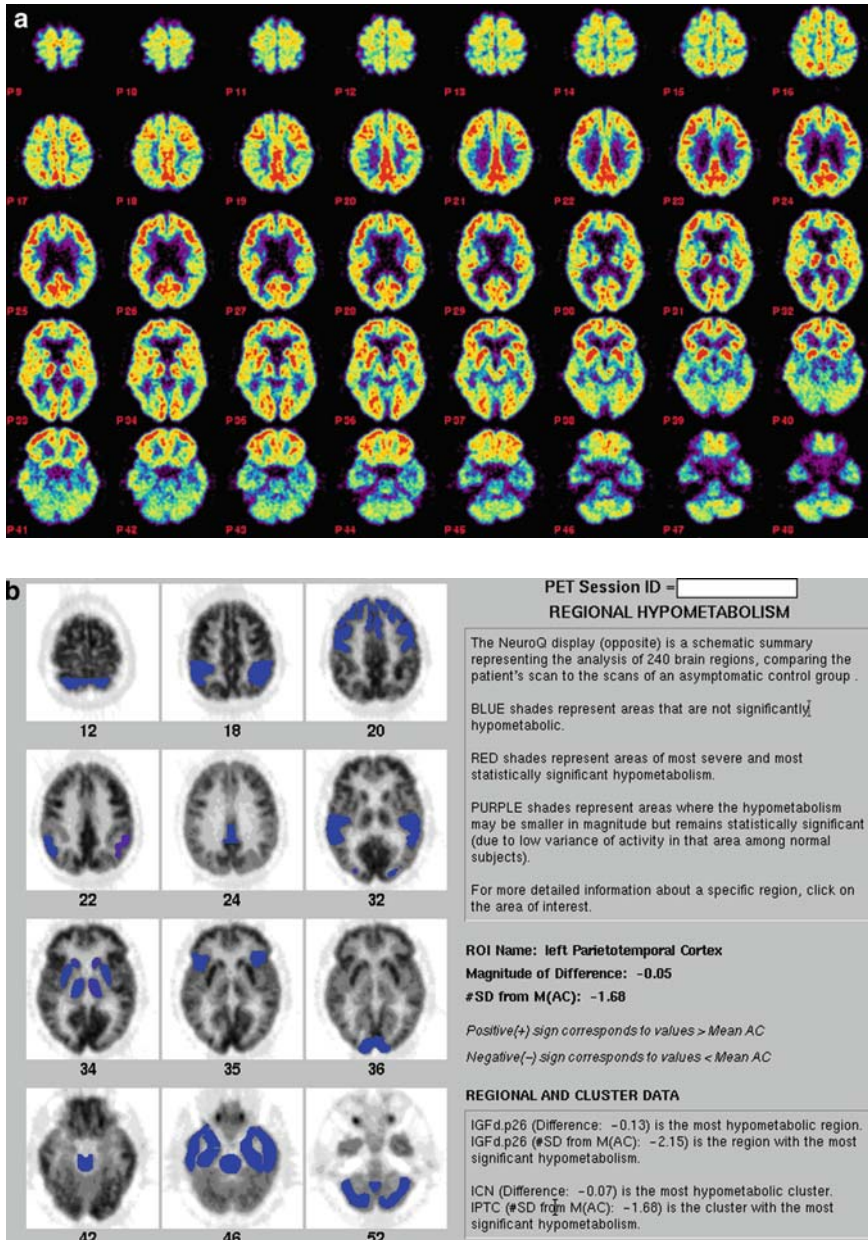 a
P9 P10 P11 P12 P13 P14 P15 P16
P17 P18 P19 P20 P21 P22 P23 P24
P25 P26 P27 P28 P29 P30 P31 P32
P33 P34 P35 P36 P37 P38 P39 P40
P41 P42 P43 P44 P45 P46 P47 P48
b
12 18 20
22 24 32
34 35 36
42 46 52
PET Session ID =
REGIONAL HYPOMETABOLISM
The NeuroQ display (opposite) is a schematic summary
representing the analysis of 240 brain regions, comparing the
patient's scan to the scans of an asymptomatic control group .
BLUE shades represent areas that are not significantly
hypometabolic.
RED shades represent areas of most severe and most
statistically significant hypometabolism.
PURPLE shades represent areas where the hypometabolism
may be smaller in magnitude but remains statistically significant
(due to low variance of activity in that area among normal
subjects).
For more detailed information about a specific region, click on
the area of interest.
ROI Name: left Parietotemporal Cortex
Magnitude of Difference: -0.05
#SD from M(AC): -1.68
Positive(+) sign corresponds to values > Mean AC
Negative(-) sign corresponds to values < Mean AC
REGIONAL AND CLUSTER DATA
IGFd.p26 (Difference: -0.13) is the most hypometabolic region.
IGFd.p26 (#SD from M(AC): -2.15) is the region with the most
significant hypometabolism.
ICN (Difference: -0.07) is the most hypometabolic cluster.
IPTC (#SD from M(AC): -1.68) is the cluster with the most
significant hypometabolism.